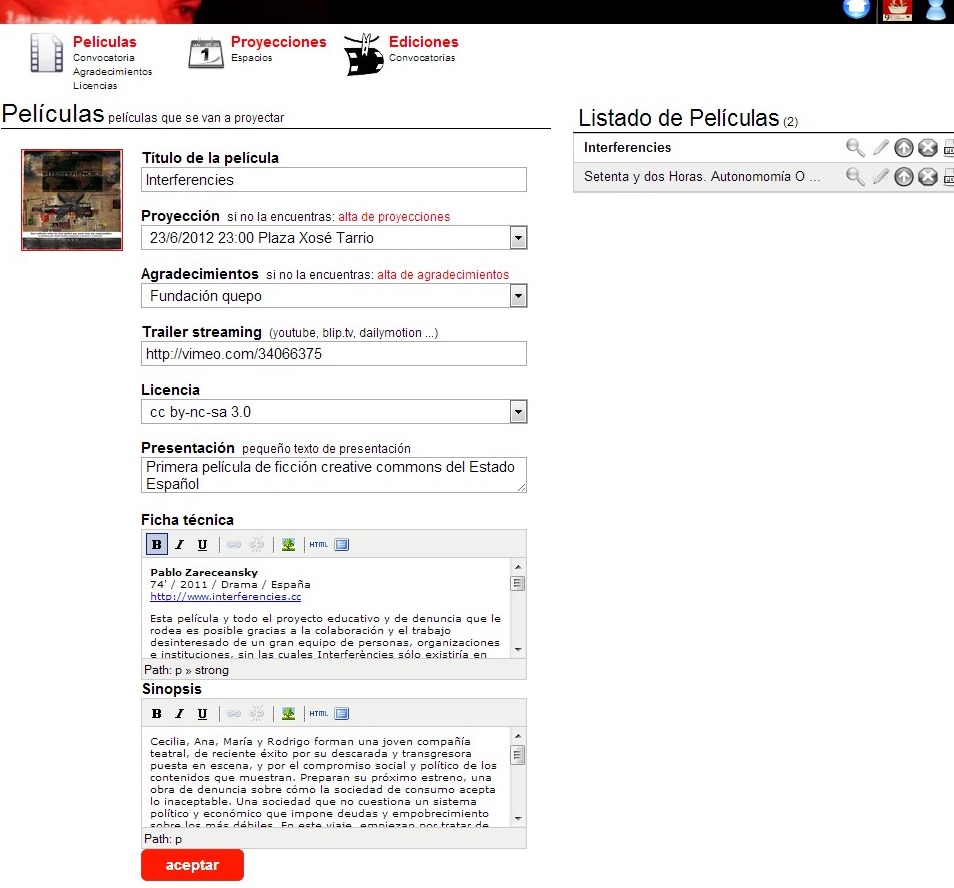 Películas
Convocatoria
Agradecimientos
Licencias
Proyecciones
Espacios
Ediciones
Convocatorias
1
Películas películas que se van a proyectar
INTERFERENCIES
Título de la película
Interferencies
Proyección si no la encuentras: alta de proyecciones
23/6/2012 23:00 Plaza Xosé Tarrio
Agradecimientos si no la encuentras: alta de agradecimientos
Fundación quepo
Trailer streaming (youtube, blip.tv, dailymotion ...)
http://vimeo.com/34066375
Licencia
cc by-nc-sa 3.0
Presentación pequeño texto de presentación
Primera película de ficción creative commons del Estado
Español
Ficha técnica
B I U HTML
Pablo Zareceansky
74' / 2011 / Drama / España
http://www.interferencies.cc
Esta película y todo el proyecto educativo y de denuncia que le
rodea es posible gracias a la colaboración y el trabajo
desinteresado de un gran equipo de personas, organizaciones
e instituciones, sin las cuales Interferències sólo existiría en
Path: p » strong
Sinopsis
B I U HTML
Cecilia, Ana, María y Rodrigo forman una joven compañía
teatral, de reciente éxito por su descarada y transgresora
puesta en escena, y por el compromiso social y político de los
contenidos que muestran. Preparan su próximo estreno, una
obra de denuncia sobre cómo la sociedad de consumo acepta
lo inaceptable. Una sociedad que no cuestiona un sistema
político y económico que impone deudas y empobrecimiento
sobre los más débiles. En este viaje, empiezan por tratar de
Path: p
aceptar
Listado de Películas (2)
Interferencies
Setenta y dos Horas. Autonomomía O ...